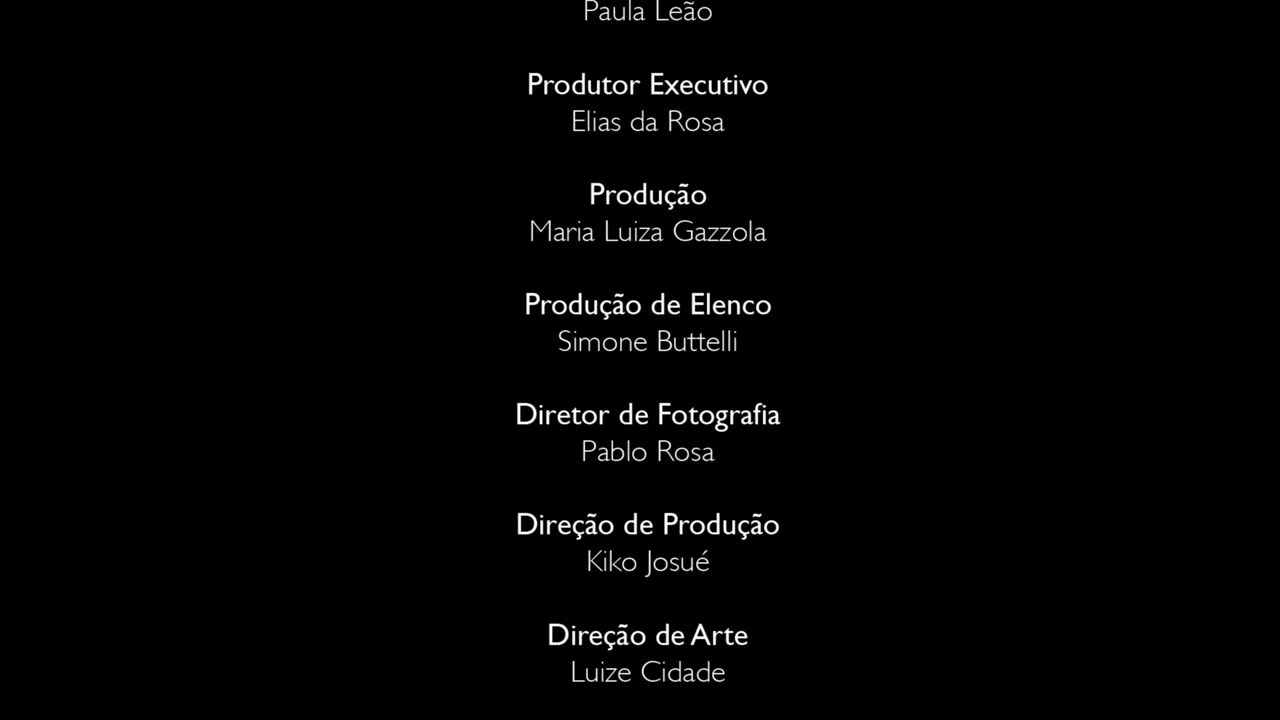 Paula Leão
Produtor Executivo
Elias da Rosa
Produção
Maria Luiza Gazzola
Produção de Elenco
Simone Buttelli
Diretor de Fotografia
Pablo Rosa
Direção de Produção
Kiko Josué
Direção de Arte
Luize Cidade